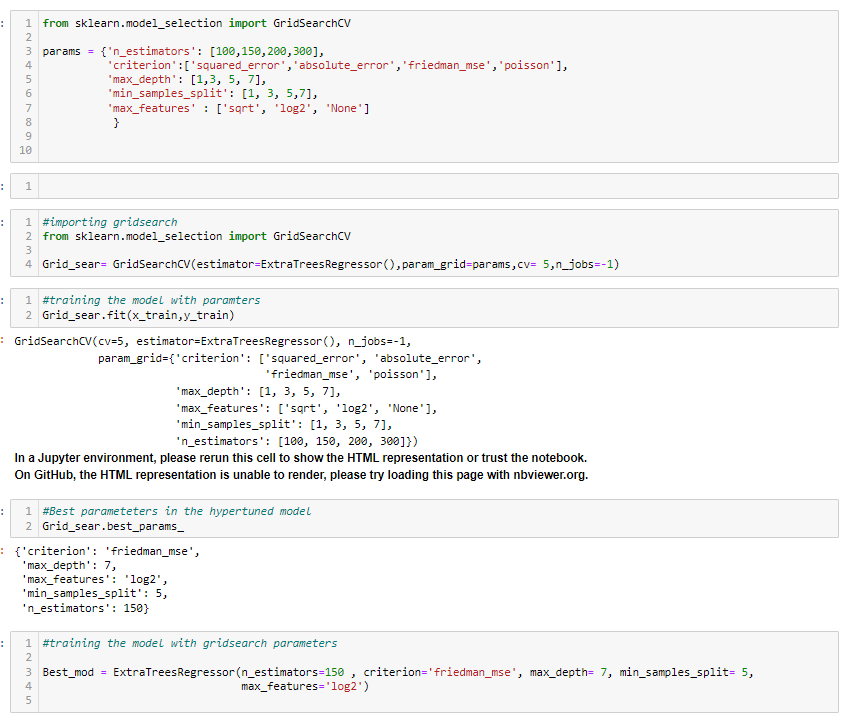 :
1 from sklearn.model_selection import GridSearchCV
2
3 params = {'n_estimators': [100,150,200,300],
4 'criterion':['squared_error','absolute_error','friedman_mse','poisson'],
5 'max_depth': [1,3, 5, 7],
6 'min_samples_split': [1, 3, 5,7],
7 'max_features' : ['sqrt', 'log2', 'None']
8 }
9
10
:
1
:
1 #importing gridsearch
2 from sklearn.model_selection import GridSearchCV
3
4 Grid_sear= GridSearchCV(estimator=ExtraTreesRegressor(),param_grid=params,cv= 5,n_jobs=-1)
:
1 #training the model with paramters
2 Grid_sear.fit(x_train,y_train)
:
GridSearchCV(cv=5, estimator=ExtraTreesRegressor(), n_jobs=-1,
param_grid={'criterion': ['squared_error', 'absolute_error',
'friedman_mse', 'poisson'],
'max_depth': [1, 3, 5, 7],
'max_features': ['sqrt', 'log2', 'None'],
'min_samples_split': [1, 3, 5, 7],
'n_estimators': [100, 150, 200, 300]})
In a Jupyter environment, please rerun this cell to show the HTML representation or trust the notebook.
On GitHub, the HTML representation is unable to render, please try loading this page with nbviewer.org.
:
1 #Best parameteters in the hypertuned model
2 Grid_sear.best_params_
:
{'criterion': 'friedman_mse',
'max_depth': 7,
'max_features': 'log2',
'min_samples_split': 5,
'n_estimators': 150}
:
1 #training the model with gridsearch parameters
2
3 Best_mod = ExtraTreesRegressor(n_estimators=150 , criterion='friedman_mse', max_depth= 7, min_samples_split= 5,
4 max_features='log2')
5